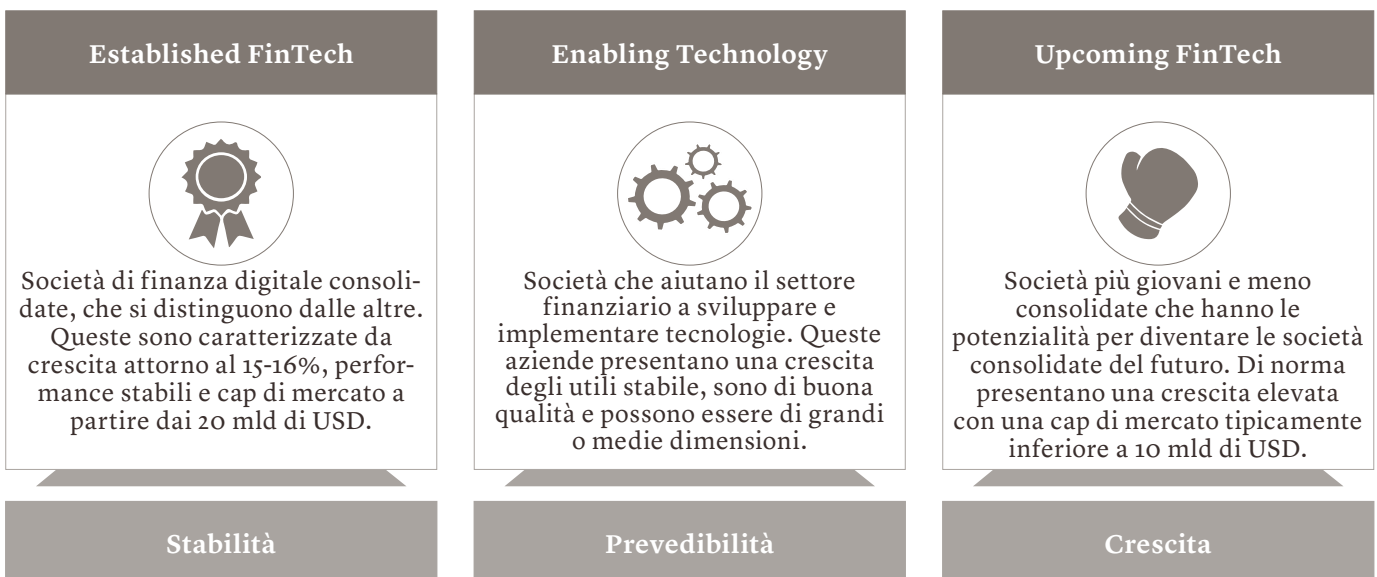 Established FinTech
Società di finanza digitale consoli-
date, che si distinguono dalle altre.
Queste sono caratterizzate da
crescita attorno al 15-16%, perfor-
mance stabili e cap di mercato a
partire dai 20 mld di USD.
Stabilità
Enabling Technology
Società che aiutano il settore
finanziario a sviluppare e
implementare tecnologie. Queste
aziende presentano una crescita
degli utili stabile, sono di buona
qualità e possono essere di grandi
o medie dimensioni.
Prevedibilità
Upcoming FinTech
Società più giovani e meno
consolidate che hanno le
potenzialità per diventare le società
consolidate del futuro. Di norma
presentano una crescita elevata
con una cap di mercato tipicamente
inferiore a 10 mld di USD.
Crescita